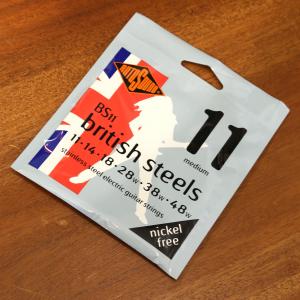 ROTOSOUND
11
medium
BS11
british steels
11·14·18·28w·38w·48w
stainless steel electric guitar strings
nickel
free